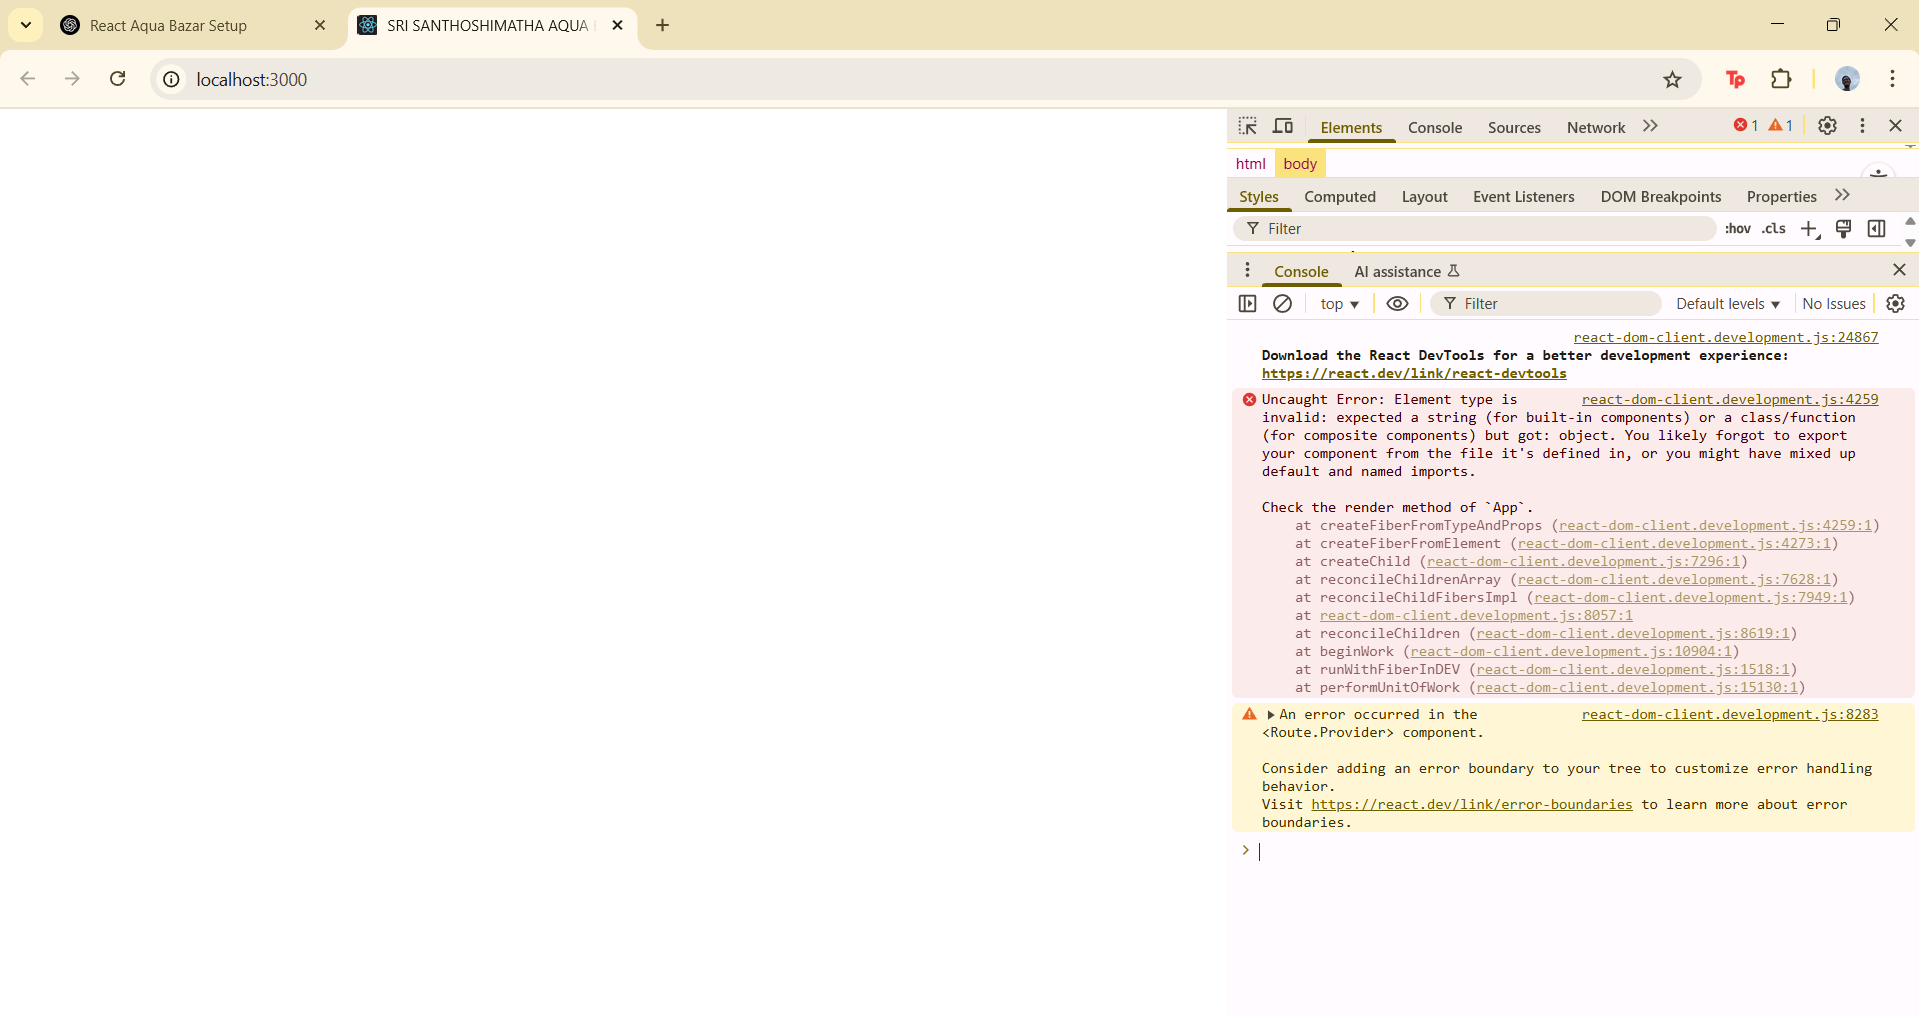 React Aqua Bazar Setup
SRI SANTHOSHIMATHA AQUA
localhost:3000
Tp
Elements Console Sources Network 1 1
html body
Styles Computed Layout Event Listeners DOM Breakpoints Properties
Filter :hov .cls
Console AI assistance
top Filter Default levels No Issues
react-dom-client.development.js:24867
Download the React DevTools for a better development experience:
https://react.dev/link/react-devtools
Uncaught Error: Element type is react-dom-client.development.js:4259
invalid: expected a string (for built-in components) or a class/function
(for composite components) but got: object. You likely forgot to export
your component from the file it's defined in, or you might have mixed up
default and named imports.
Check the render method of `App`.
at createFiberFromTypeAndProps (react-dom-client.development.js:4259:1)
at createFiberFromElement (react-dom-client.development.js:4273:1)
at createChild (react-dom-client.development.js:7296:1)
at reconcileChildrenArray (react-dom-client.development.js:7628:1)
at reconcileChildFibersImpl (react-dom-client.development.js:7949:1)
at react-dom-client.development.js:8057:1
at reconcileChildren (react-dom-client.development.js:8619:1)
at beginWork (react-dom-client.development.js:10904:1)
at runWithFiberInDEV (react-dom-client.development.js:1518:1)
at performUnitOfWork (react-dom-client.development.js:15130:1)
An error occurred in the react-dom-client.development.js:8283
<Route.Provider> component.
Consider adding an error boundary to your tree to customize error handling
behavior.
Visit https://react.dev/link/error-boundaries to learn more about error
boundaries.